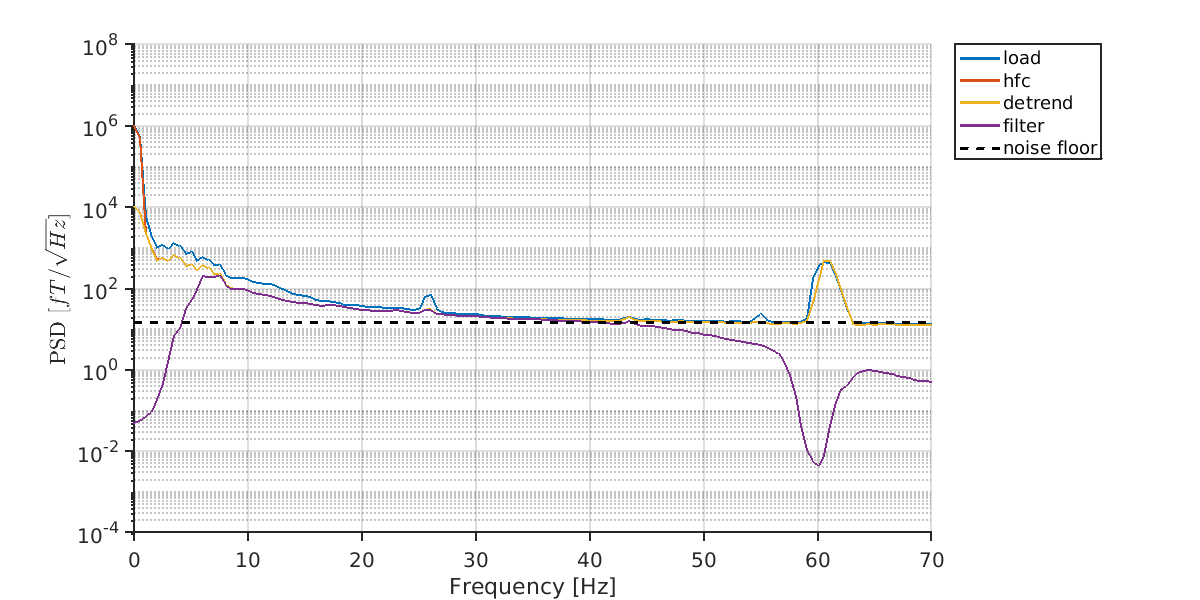 10^8
10^6
10^4
10^2
10^0
10^-2
10^-4
PSD [fT/√Hz]
0 10 20 30 40 50 60 70
Frequency [Hz]
load
hfc
detrend
filter
noise floor